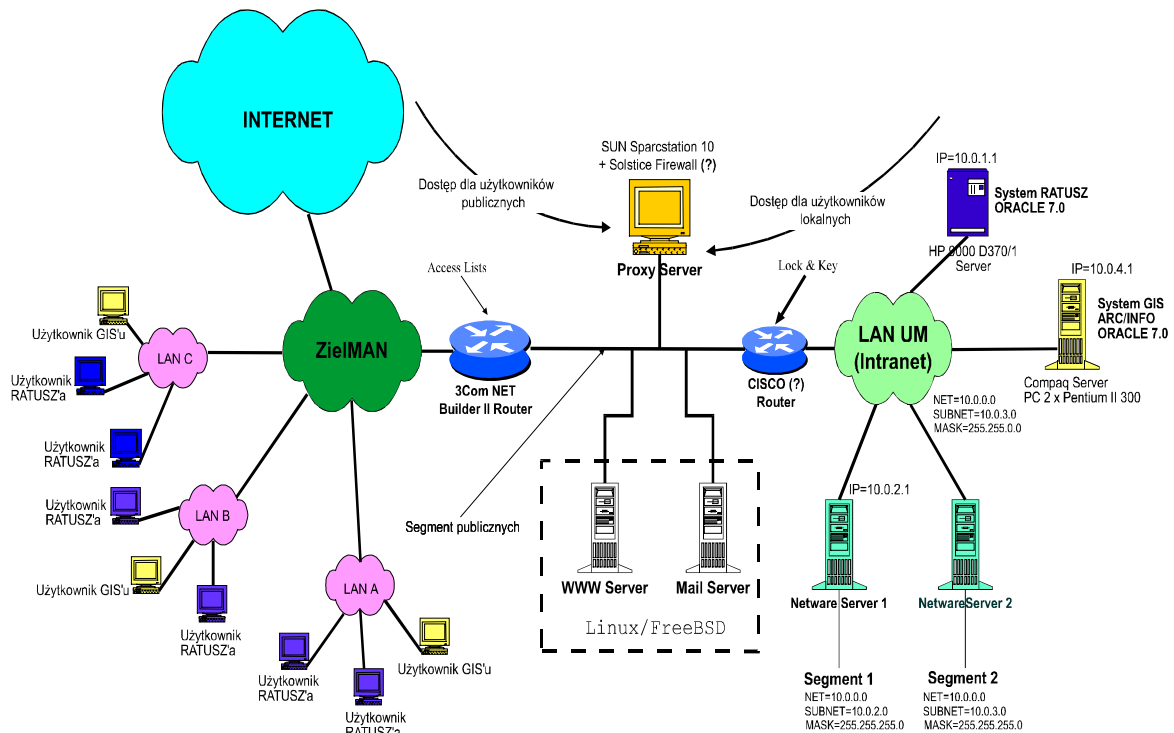 INTERNET
SUN Sparcstation 10
+ Solstice Firewall (?)
Dostęp dla użytkowników
publicznych
Dostęp dla użytkowników
lokalnych
IP=10.0.1.1
System RATUSZ
ORACLE 7.0
HP 9000 D370/1
Server
Proxy Server
Access Lists
Lock & Key
IP=10.0.4.1
System GIS
ARC/INFO
ORACLE 7.0
Compaq Server
PC 2 x Pentium II 300
Użytkownik GIS'u
LAN C
Użytkownik
RATUSZ'a
Użytkownik
RATUSZ'a
ZielMAN
3Com NET
Builder II Router
CISCO (?)
Router
LAN UM
(Intranet)
NET=10.0.0.0
SUBNET=10.0.3.0
MASK=255.255.0.0
Użytkownik
RATUSZ'a
LAN B
Użytkownik GIS'u
Użytkownik
RATUSZ'a
LAN A
Użytkownik
RATUSZ'a
Użytkownik GIS'u
Użytkownik
RATUSZ'a
Segment publicznych
WWW Server
Mail Server
Linux/FreeBSD
IP=10.0.2.1
Netware Server 1
NetwareServer 2
Segment 1
NET=10.0.0.0
SUBNET=10.0.2.0
MASK=255.255.255.0
Segment 2
NET=10.0.0.0
SUBNET=10.0.3.0
MASK=255.255.255.0